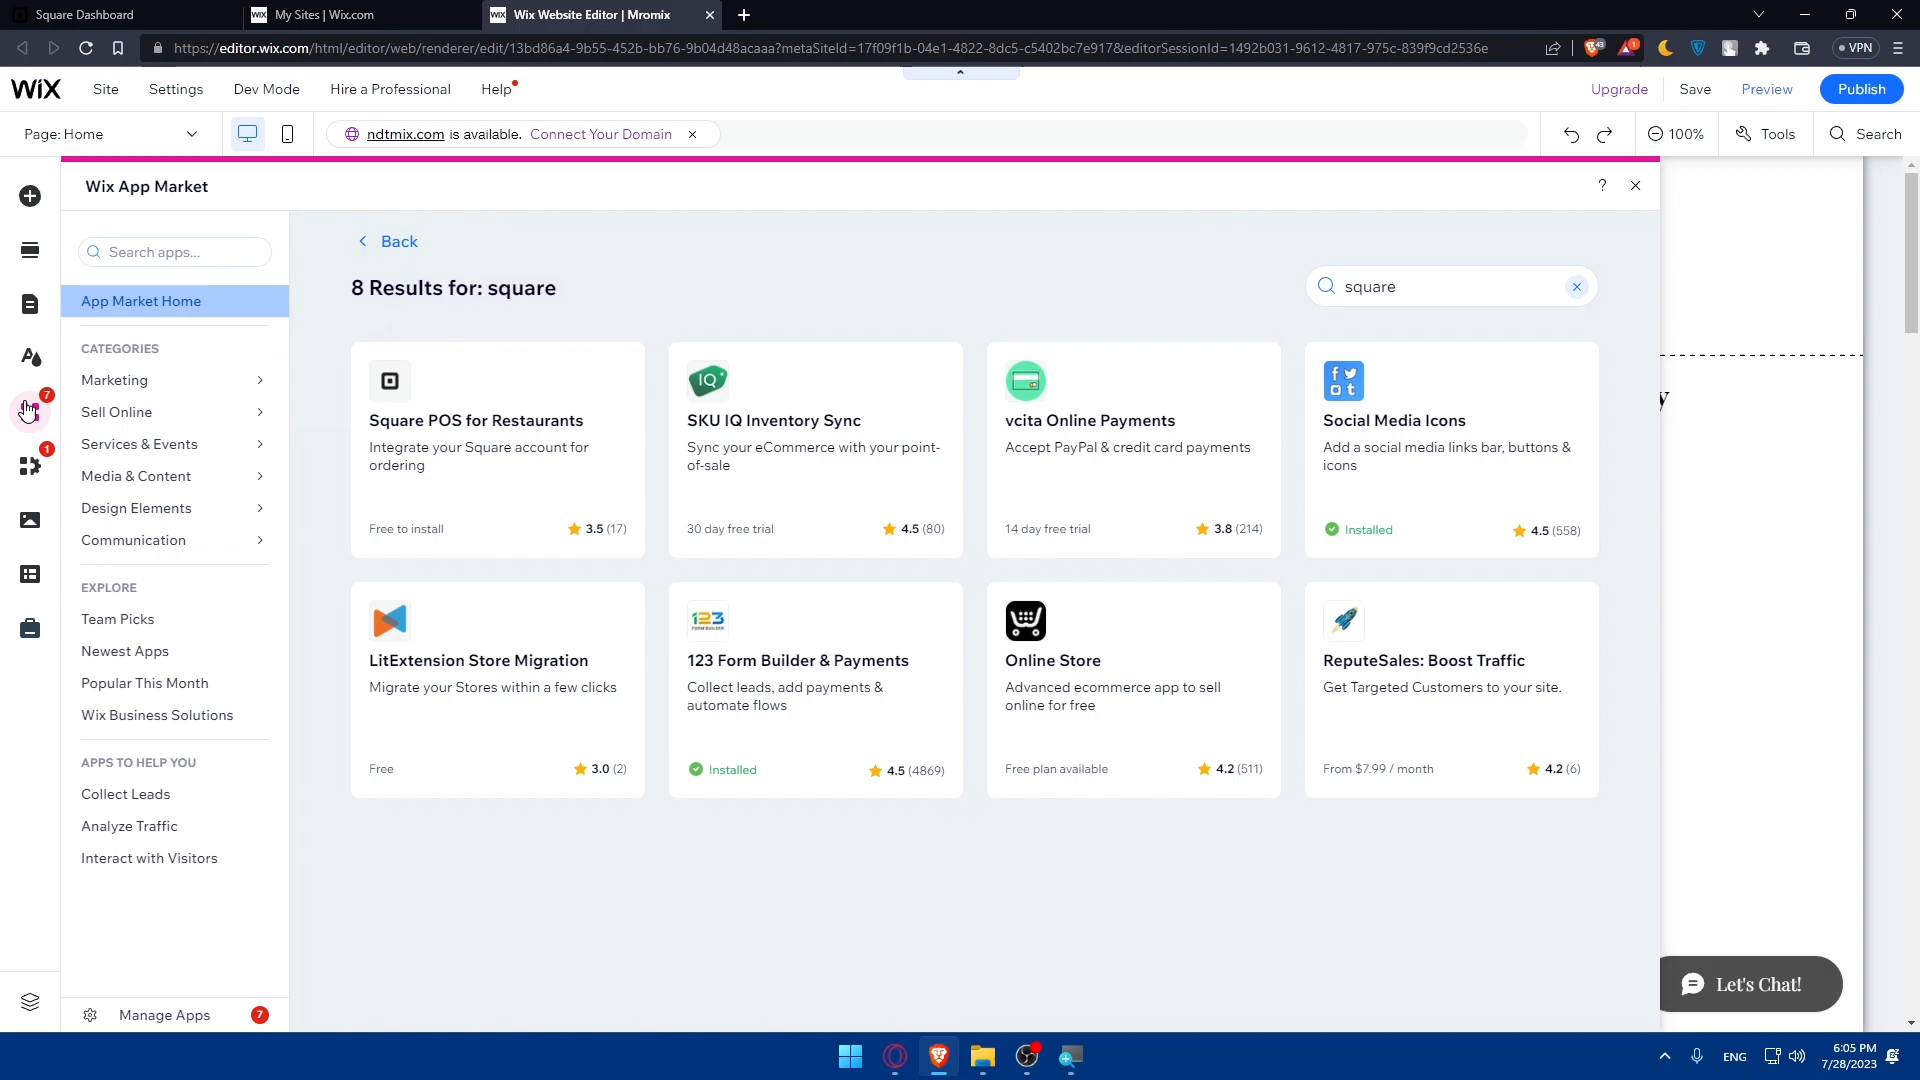 Square Dashboard
WiX My Sites | Wix.com
WiX Wix Website Editor | Mromix
https://editor.wix.com/html/editor/web/renderer/edit/13bd86a4-9b55-452b-bb76-9b04d48acaaa?metaSiteId=17f09f1b-04e1-4822-8dc5-c5402bc7e917&editorSessionId=1492b031-9612-4817-975c-839f9cd2536e
43
1
VPN
WiX
Site
Settings
Dev Mode
Hire a Professional
Help
Upgrade
Save
Preview
Publish
Page: Home
ndtmix.com is available. Connect Your Domain
100%
Tools
Search
Wix App Market
?
Search apps...
App Market Home
CATEGORIES
Marketing
Sell Online
Services & Events
Media & Content
Design Elements
Communication
EXPLORE
Team Picks
Newest Apps
Popular This Month
Wix Business Solutions
APPS TO HELP YOU
Collect Leads
Analyze Traffic
Interact with Visitors
Manage Apps
7
7
1
Back
8 Results for: square
square
Square POS for Restaurants
Integrate your Square account for
ordering
Free to install
3.5 (17)
IQ
SKU IQ Inventory Sync
Sync your eCommerce with your point-
of-sale
30 day free trial
4.5 (80)
vcita Online Payments
Accept PayPal & credit card payments
14 day free trial
3.8 (214)
Social Media Icons
Add a social media links bar, buttons &
icons
Installed
4.5 (558)
LitExtension Store Migration
Migrate your Stores within a few clicks
Free
3.0 (2)
123
FORM BUILDER
123 Form Builder & Payments
Collect leads, add payments &
automate flows
Installed
4.5 (4869)
Online Store
Advanced ecommerce app to sell
online for free
Free plan available
4.2 (511)
ReputeSales: Boost Traffic
Get Targeted Customers to your site.
From $7.99 / month
4.2 (6)
y
Let's Chat!
ENG
6:05 PM
7/28/2023